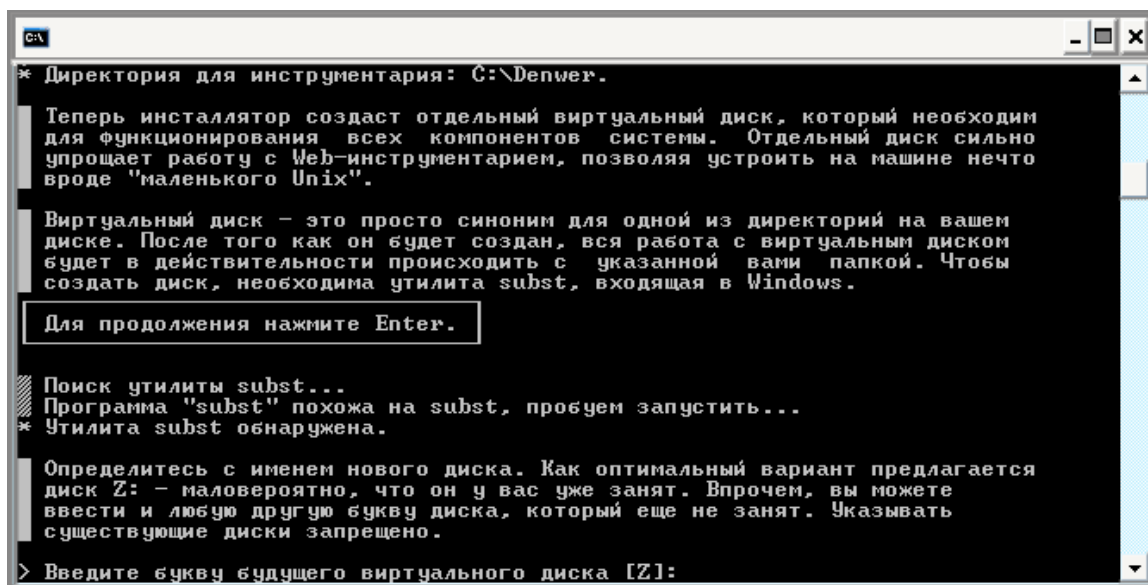 C:\
* Директория для инструментария: C:\Denwer.
Теперь инсталлятор создаст отдельный виртуальный диск, который необходим
для функционирования всех компонентов системы. Отдельный диск сильно
упрощает работу с Web-инструментарием, позволяя устроить на машине нечто
вроде "маленького Unix".
Виртуальный диск – это просто синоним для одной из директорий на вашем
диске. После того как он будет создан, вся работа с виртуальным диском
будет в действительности происходить с указанной вами папкой. Чтобы
создать диск, необходима утилита subst, входящая в Windows.
Для продолжения нажмите Enter.
Поиск утилиты subst...
Программа "subst" похожа на subst, пробуем запустить...
* Утилита subst обнаружена.
Определитесь с именем нового диска. Как оптимальный вариант предлагается
диск Z: – маловероятно, что он у вас уже занят. Впрочем, вы можете
ввести и любую другую букву диска, который еще не занят. Указывать
существующие диски запрещено.
> Введите букву будущего виртуального диска [Z]: